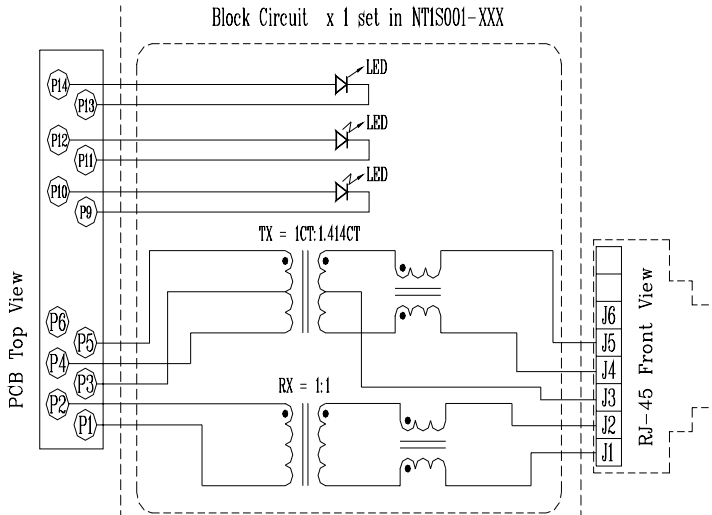 Block Circuit x 1 set in NT1S001-XXX
P14
LED
P13
P12
LED
P11
P10
LED
P9
TX = 1CT:1.414CT
PCB Top View
P6
P5
P4
P3
P2
P1
RX = 1:1
J6
J5
J4
J3
J2
J1
RJ-45 Front View